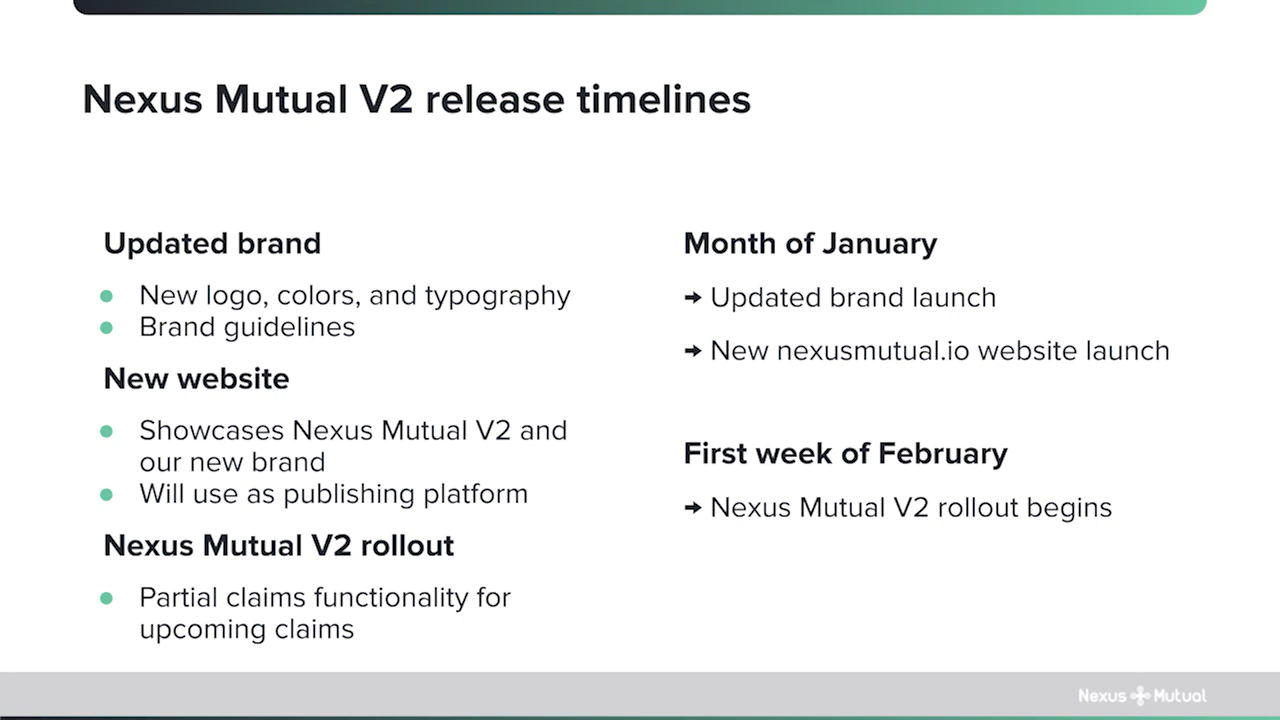 Nexus Mutual V2 release timelines
Updated brand
● New logo, colors, and typography
● Brand guidelines
New website
● Showcases Nexus Mutual V2 and
our new brand
● Will use as publishing platform
Nexus Mutual V2 rollout
● Partial claims functionality for
upcoming claims
Month of January
→ Updated brand launch
→ New nexusmutual.io website launch
First week of February
→ Nexus Mutual V2 rollout begins
Nexus Mutual